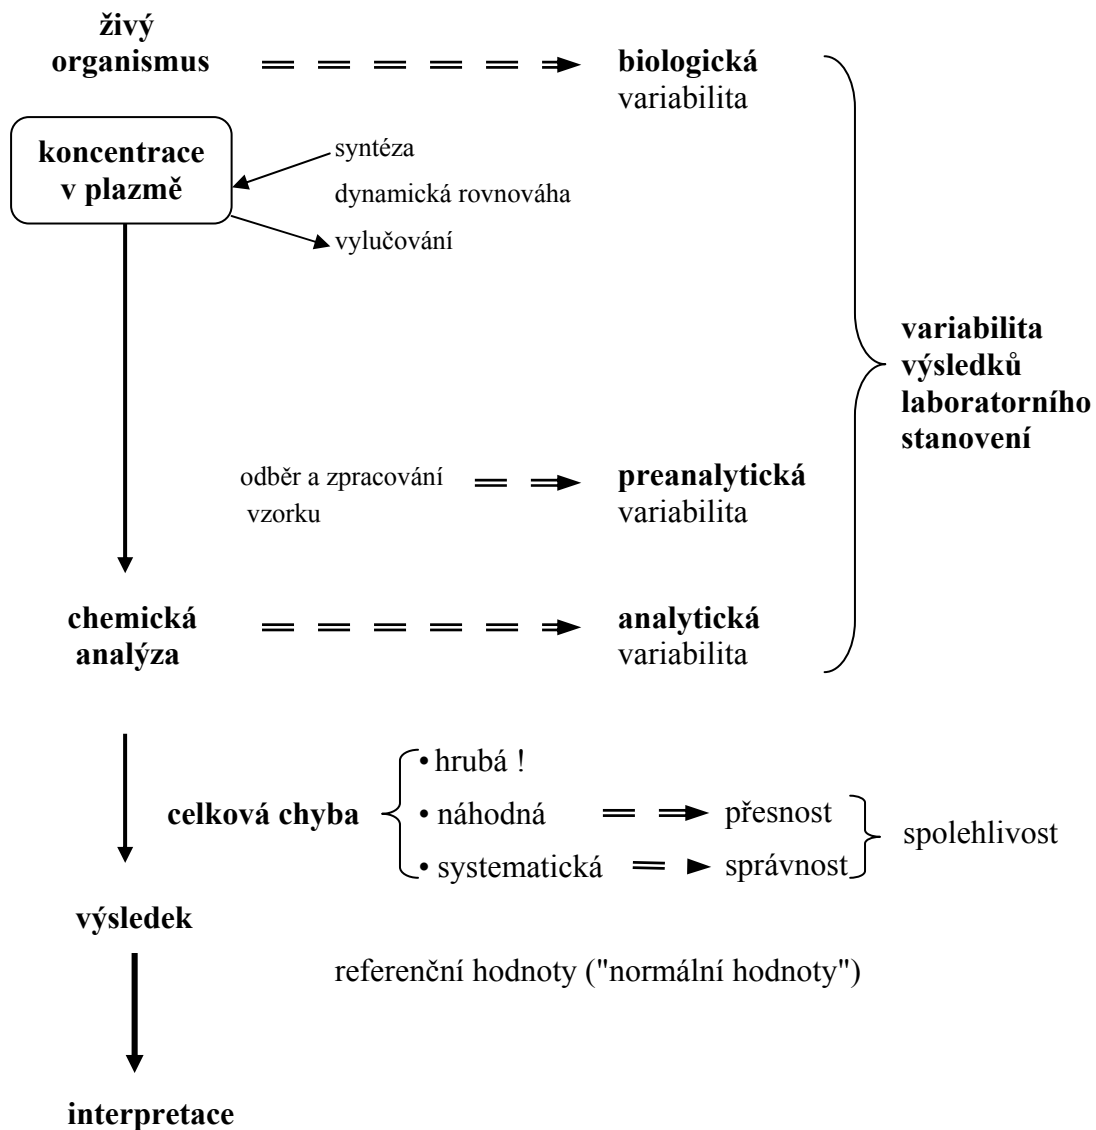 živý
organismus
biologická
variabilita
koncentrace
v plazmě
syntéza
dynamická rovnováha
vylučování
variabilita
výsledků
laboratorního
stanovení
odběr a zpracování
vzorku
preanalytická
variabilita
chemická
analýza
analytická
variabilita
celková chyba
• hrubá !
• náhodná
přesnost
• systematická
správnost
spolehlivost
výsledek
referenční hodnoty ("normální hodnoty")
interpretace